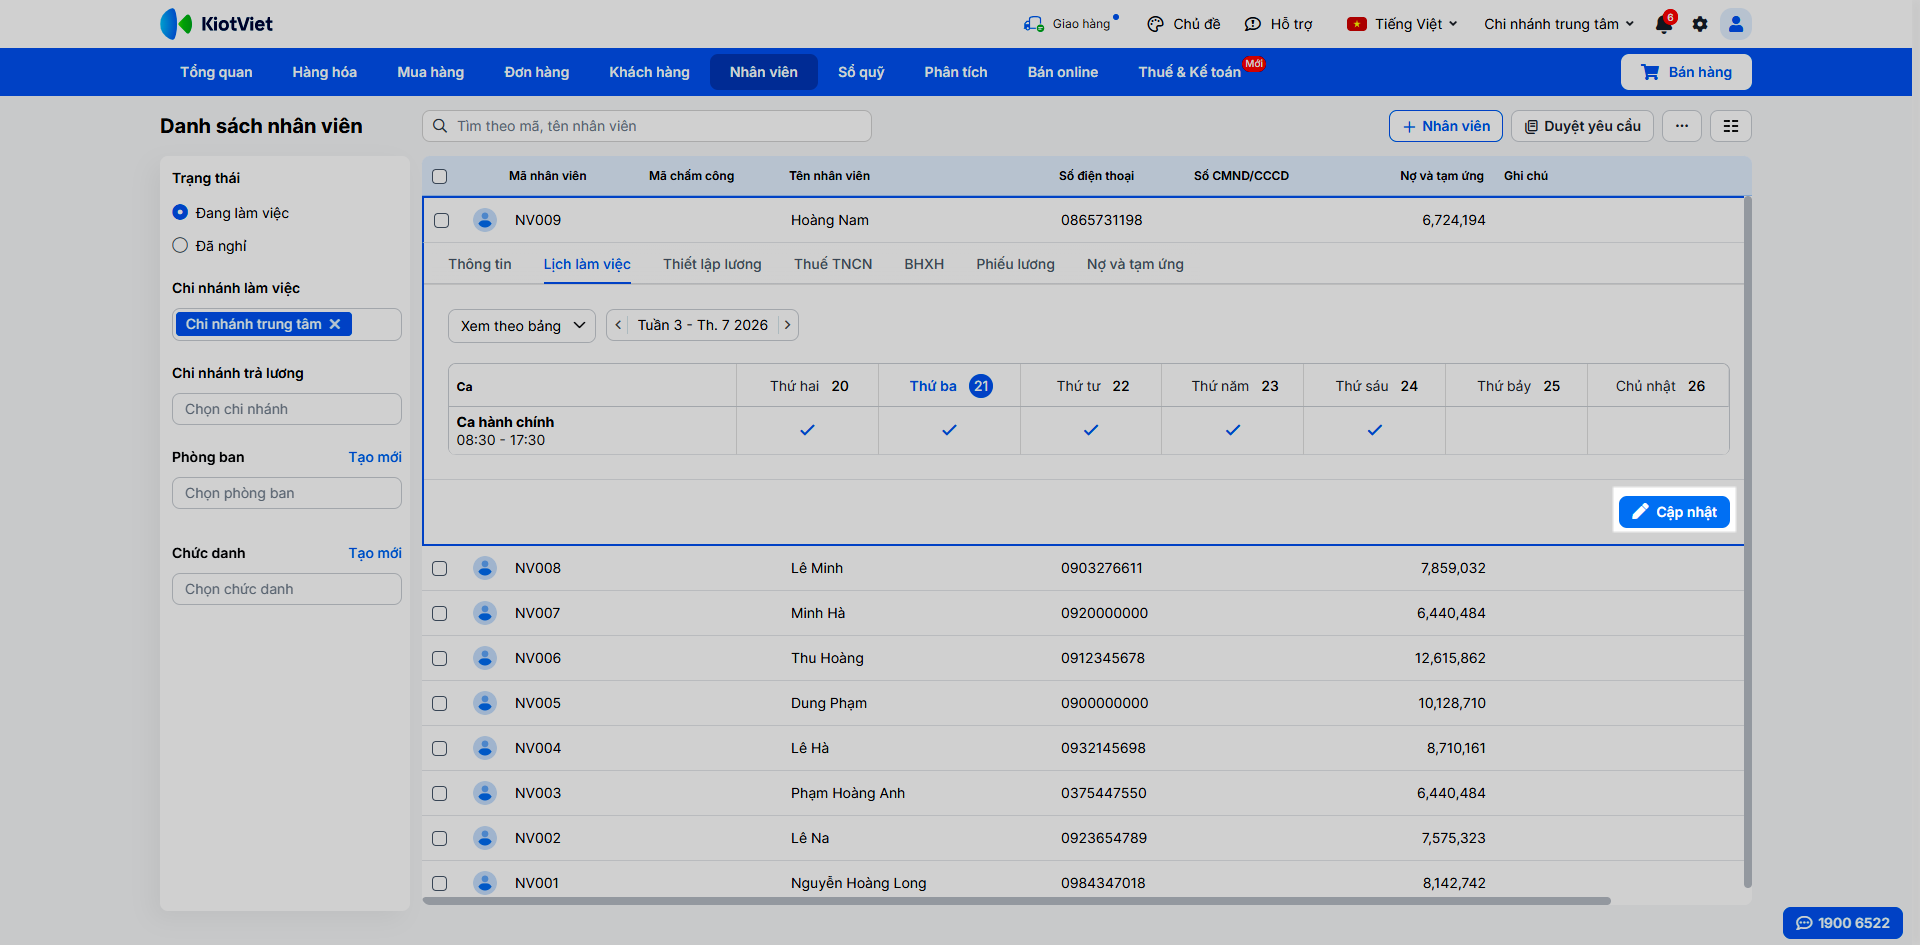 KiotViet
Giao hàng
Chủ đề
Hỗ trợ
Tiếng Việt
Chi nhánh trung tâm
6
Tổng quan
Hàng hóa
Mua hàng
Đơn hàng
Khách hàng
Nhân viên
Sổ quỹ
Phân tích
Bán online
Thuế & Kế toán
Mới
Bán hàng
Danh sách nhân viên
Tìm theo mã, tên nhân viên
Nhân viên
Duyệt yêu cầu
Trạng thái
Đang làm việc
Đã nghỉ
Chi nhánh làm việc
Chi nhánh trung tâm
Chi nhánh trả lương
Chọn chi nhánh
Phòng ban Tạo mới
Chọn phòng ban
Chức danh Tạo mới
Chọn chức danh
Mã nhân viên Mã chấm công Tên nhân viên Số điện thoại Số CMND/CCCD Nợ và tạm ứng Ghi chú
NV009 Hoàng Nam 0865731198 6,724,194
Thông tin Lịch làm việc Thiết lập lương Thuế TNCN BHXH Phiếu lương Nợ và tạm ứng
Xem theo bảng Tuần 3 - Th. 7 2026
Ca Thứ hai 20 Thứ ba 21 Thứ tư 22 Thứ năm 23 Thứ sáu 24 Thứ bảy 25 Chủ nhật 26
Ca hành chính
08:30 - 17:30
Cập nhật
NV008 Lê Minh 0903276611 7,859,032
NV007 Minh Hà 0920000000 6,440,484
NV006 Thu Hoàng 0912345678 12,615,862
NV005 Dung Phạm 0900000000 10,128,710
NV004 Lê Hà 0932145698 8,710,161
NV003 Phạm Hoàng Anh 0375447550 6,440,484
NV002 Lê Na 0923654789 7,575,323
NV001 Nguyễn Hoàng Long 0984347018 8,142,742
1900 6522